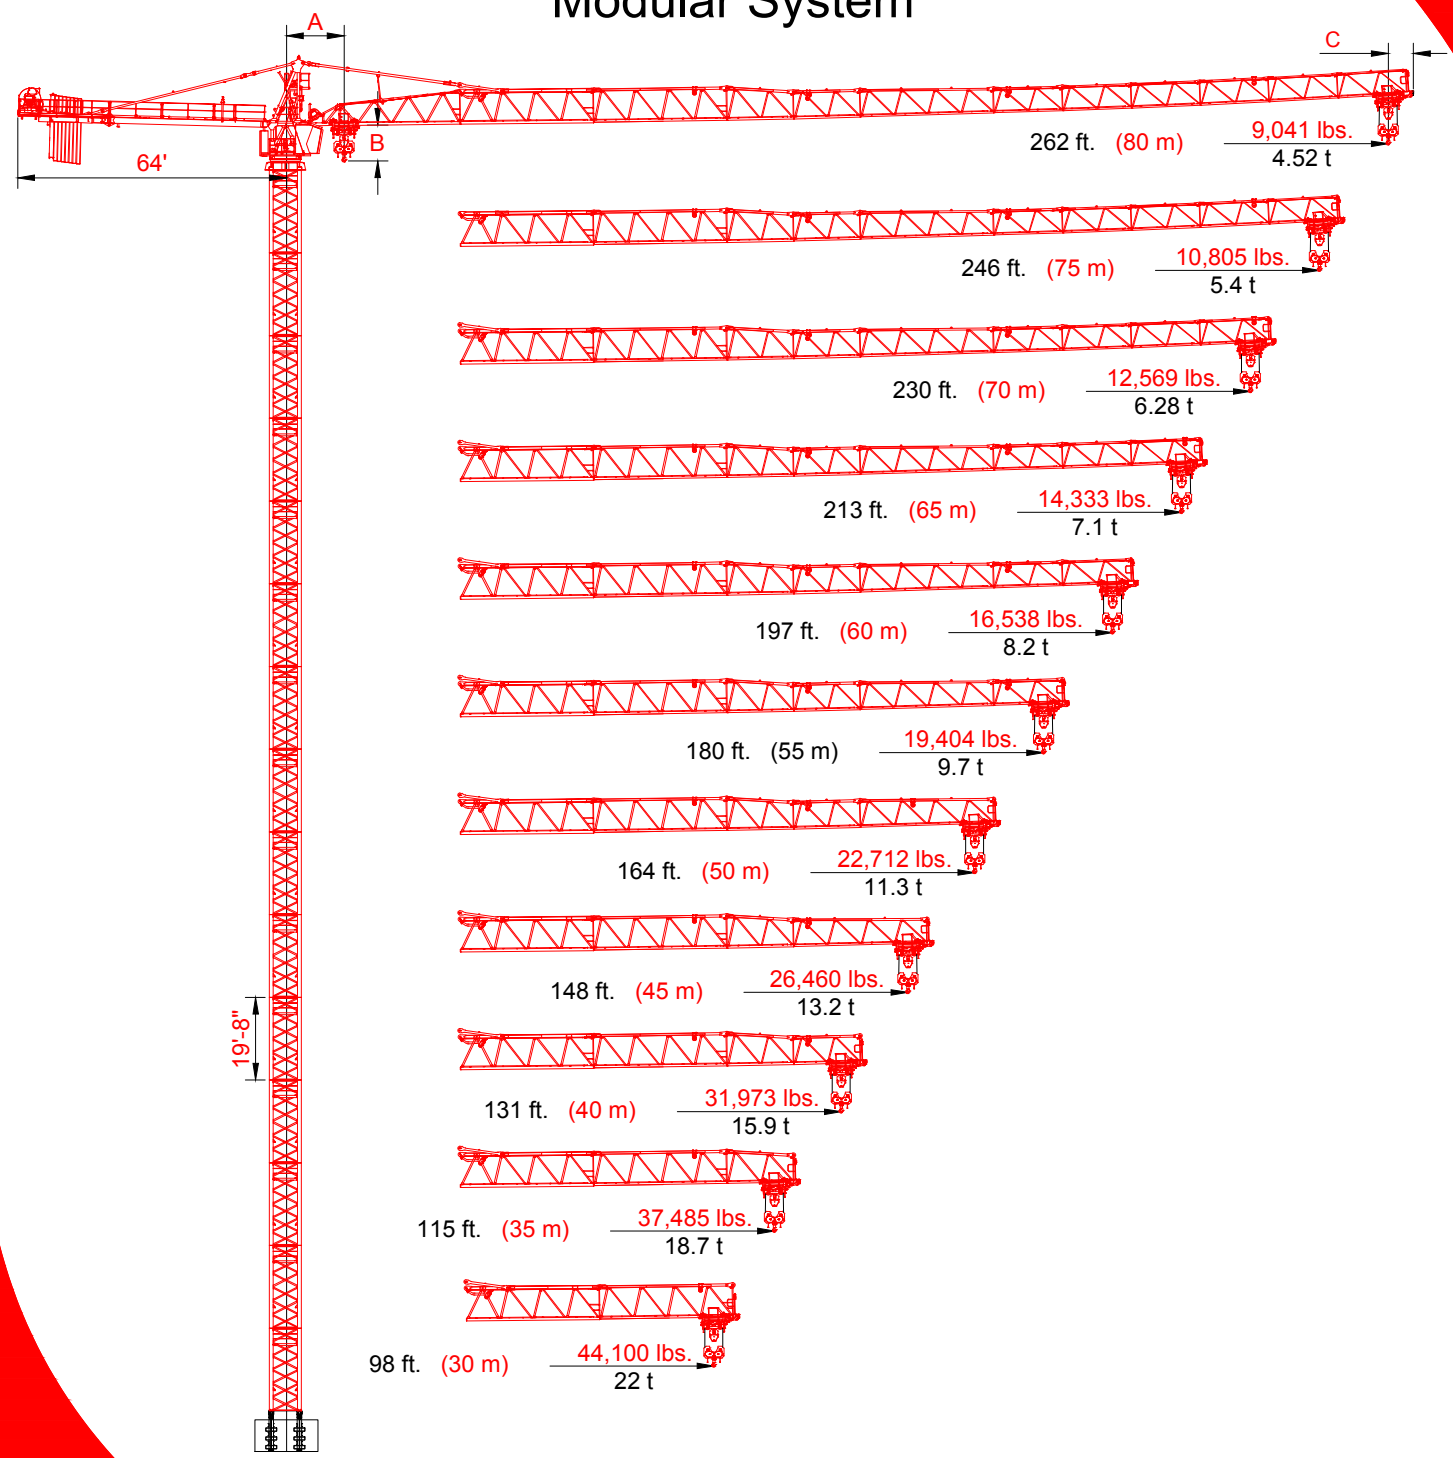 Modular System
A
C
B
64'
262 ft. (80 m) 9,041 lbs.
4.52 t
246 ft. (75 m) 10,805 lbs.
5.4 t
230 ft. (70 m) 12,569 lbs.
6.28 t
213 ft. (65 m) 14,333 lbs.
7.1 t
197 ft. (60 m) 16,538 lbs.
8.2 t
180 ft. (55 m) 19,404 lbs.
9.7 t
164 ft. (50 m) 22,712 lbs.
11.3 t
148 ft. (45 m) 26,460 lbs.
13.2 t
19'-8"
131 ft. (40 m) 31,973 lbs.
15.9 t
115 ft. (35 m) 37,485 lbs.
18.7 t
98 ft. (30 m) 44,100 lbs.
22 t